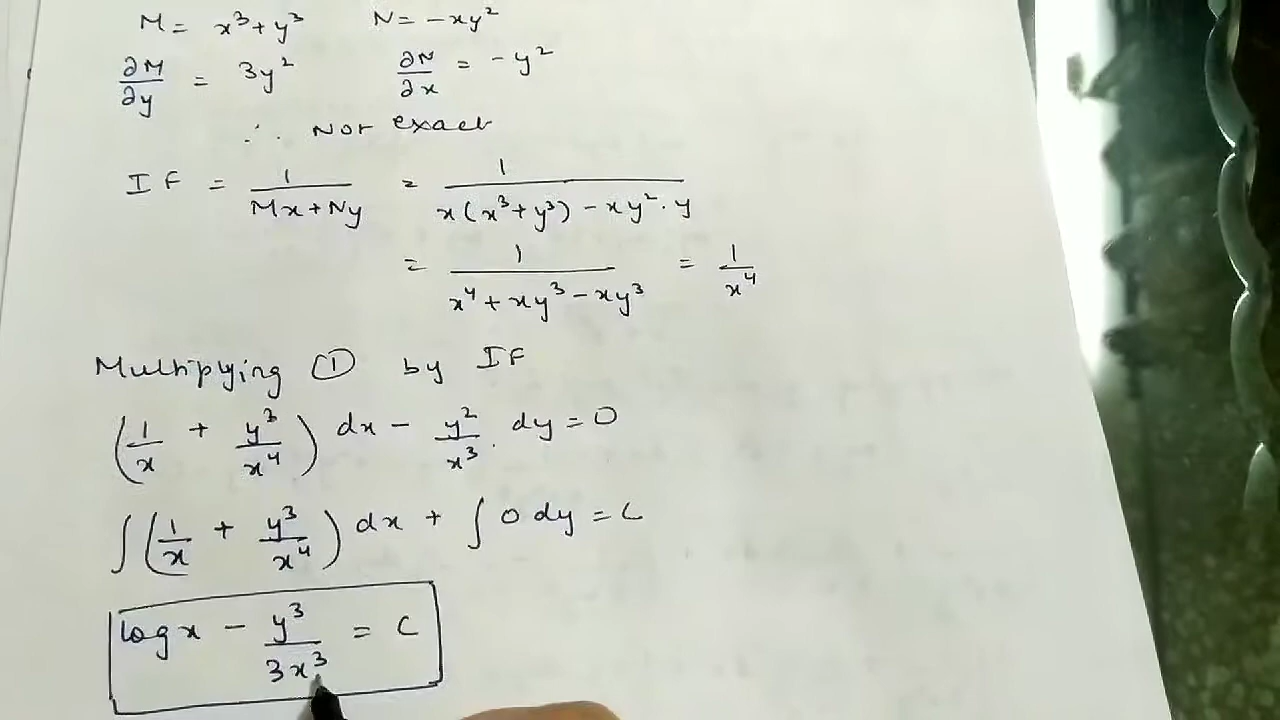 M = x³+y³ N = -xy²
∂M/∂y = 3y² ∂N/∂x = -y²
∴ Not exact
IF = 1/(Mx+Ny) = 1/(x(x³+y³) - xy².y)
= 1/(x⁴+xy³-xy³) = 1/x⁴
Multiplying ① by IF
(1/x + y³/x⁴) dx - y²/x³ . dy = 0
∫(1/x + y³/x⁴) dx + ∫ 0 dy = C
log x - y³/3x³ = C